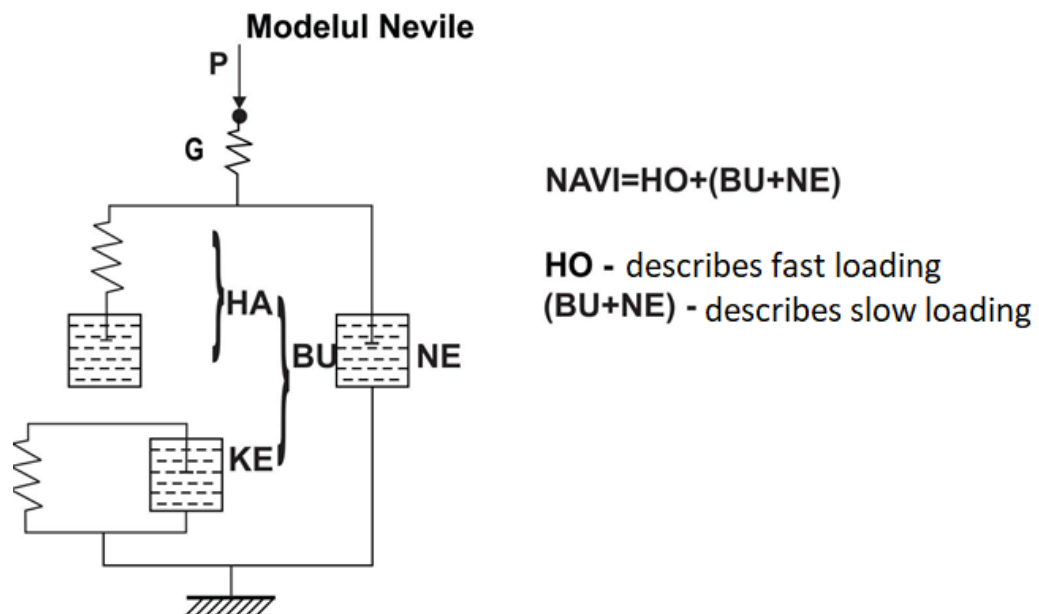 Modelul Nevile
P
G
HA
BU
NE
KE
NAVI=HO+(BU+NE)
HO - describes fast loading
(BU+NE) - describes slow loading